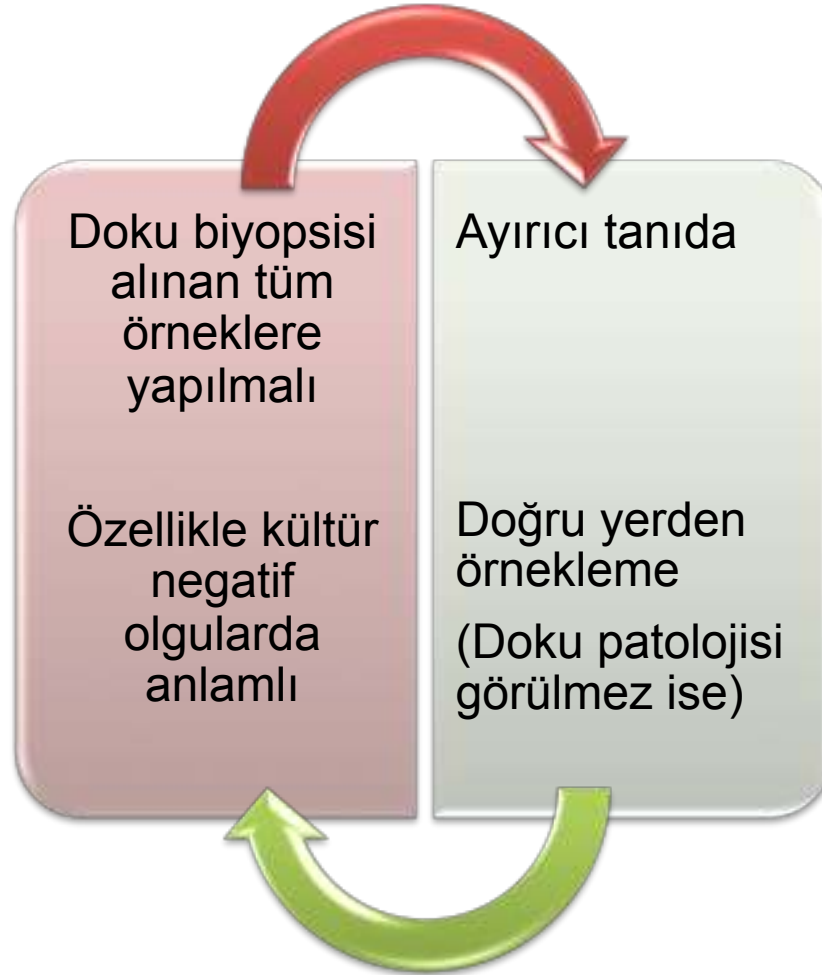 Doku biyopsisi
alınan tüm
örneklere
yapılmalı
Özellikle kültür
negatif
olgularda
anlamlı
Ayırıcı tanıda
Doğru yerden
örnekleme
(Doku patolojisi
görülmez ise)